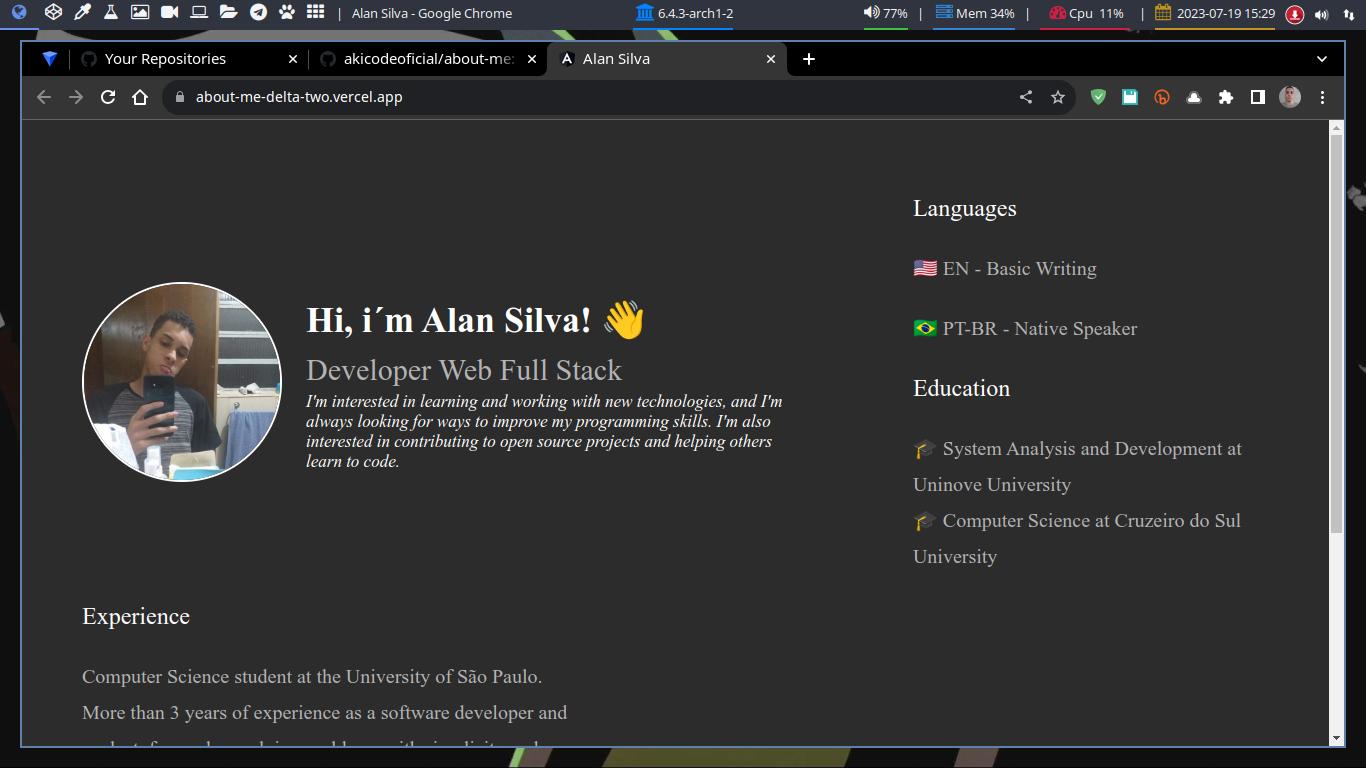 | Alan Silva - Google Chrome
6.4.3-arch1-2
77% | Mem 34% | Cpu 11% | 2023-07-19 15:29
Your Repositories
akicodeoficial/about-me:
Alan Silva
about-me-delta-two.vercel.app
Hi, i´m Alan Silva! 👋
Developer Web Full Stack
I'm interested in learning and working with new technologies, and I'm
always looking for ways to improve my programming skills. I'm also
interested in contributing to open source projects and helping others
learn to code.
Languages
🇺🇸 EN - Basic Writing
🇧🇷 PT-BR - Native Speaker
Education
🎓 System Analysis and Development at
Uninove University
🎓 Computer Science at Cruzeiro do Sul
University
Experience
Computer Science student at the University of São Paulo.
More than 3 years of experience as a software developer and